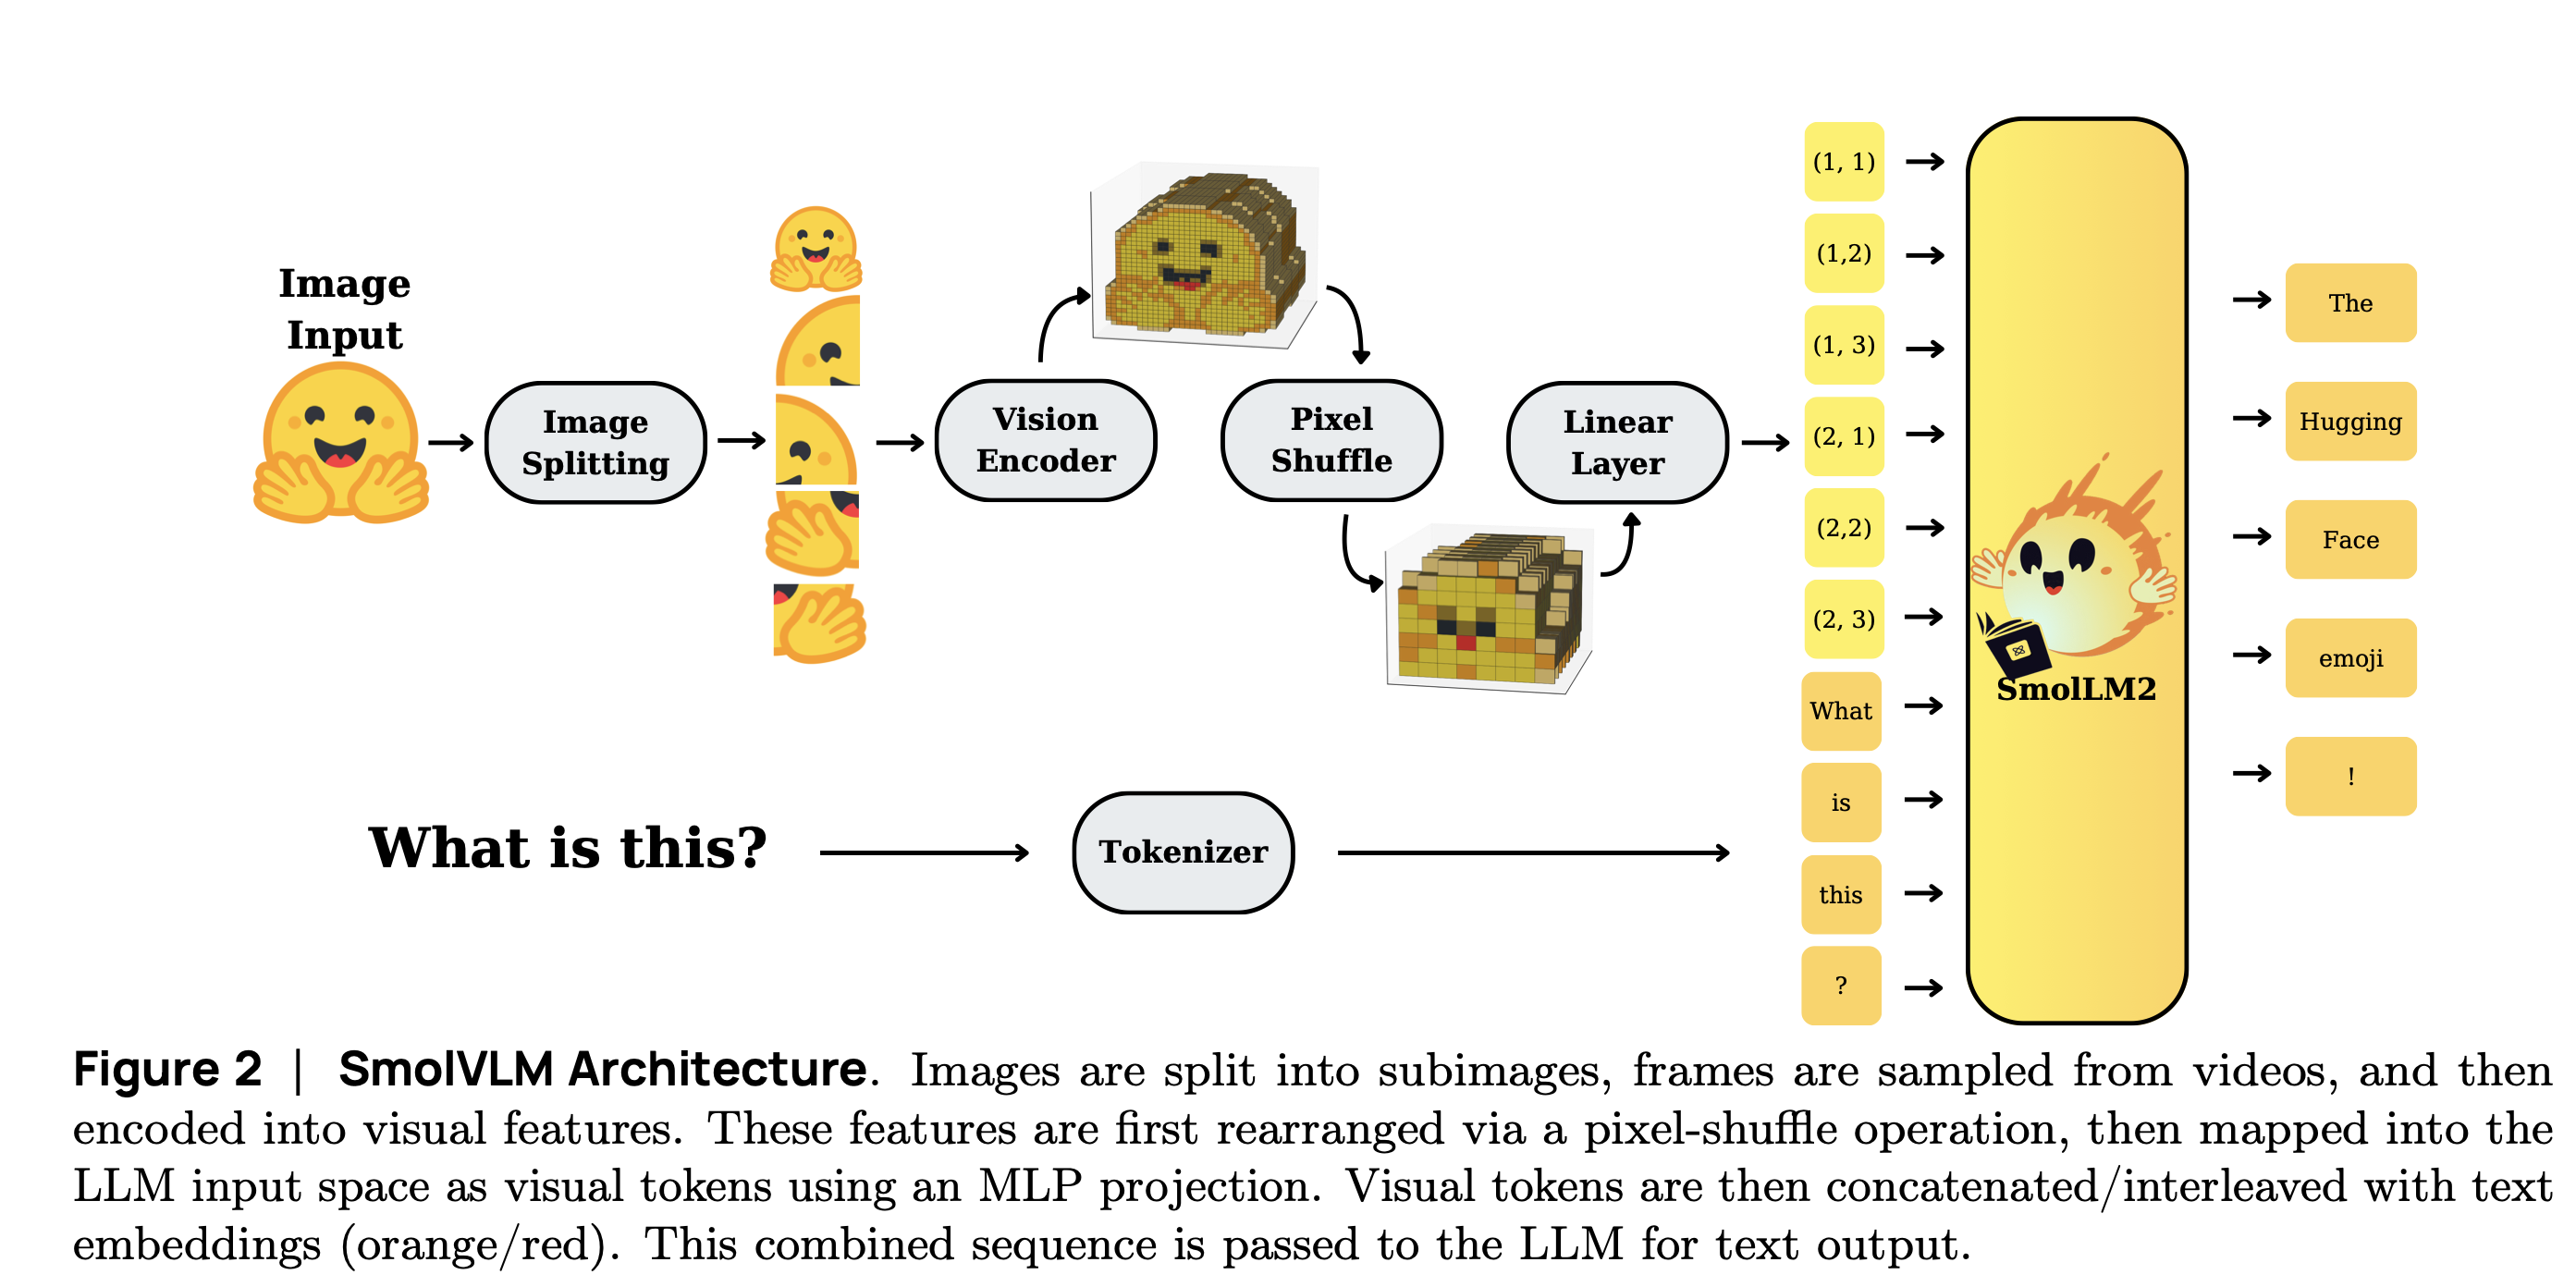 Image
Input
Image
Splitting
Vision
Encoder
Pixel
Shuffle
Linear
Layer
(1, 1)
(1,2)
(1, 3)
(2, 1)
(2,2)
(2, 3)
What
is
this
?
SmolLM2
The
Hugging
Face
emoji
!
What is this?
Tokenizer
Figure 2 | SmolVLM Architecture. Images are split into subimages, frames are sampled from videos, and then
encoded into visual features. These features are first rearranged via a pixel-shuffle operation, then mapped into the
LLM input space as visual tokens using an MLP projection. Visual tokens are then concatenated/interleaved with text
embeddings (orange/red). This combined sequence is passed to the LLM for text output.